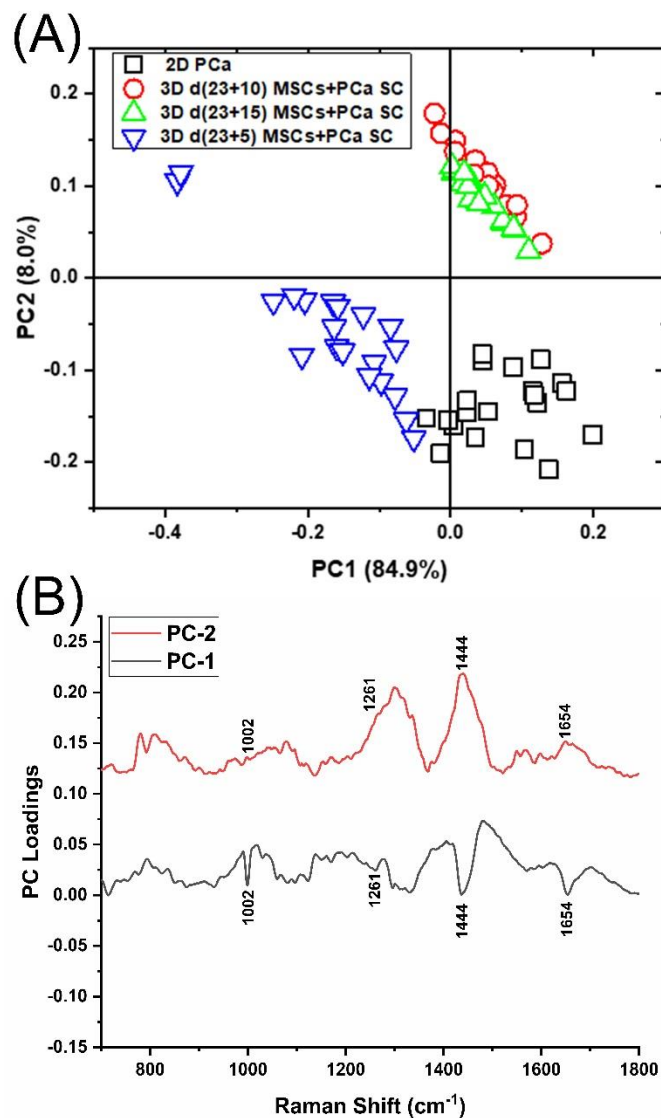 (A)
2D PCa
3D d(23+10) MSCs+PCa SC
3D d(23+15) MSCs+PCa SC
3D d(23+5) MSCs+PCa SC
PC2 (8.0%)
0.2
0.1
0.0
-0.1
-0.2
-0.4
-0.2
0.0
0.2
PC1 (84.9%)
(B)
PC-2
PC-1
PC Loadings
0.25
0.20
0.15
0.10
0.05
0.00
-0.05
-0.10
-0.15
1002
1261
1444
1654
1002
1261
1444
1654
800
1000
1200
1400
1600
1800
Raman Shift (cm⁻¹)